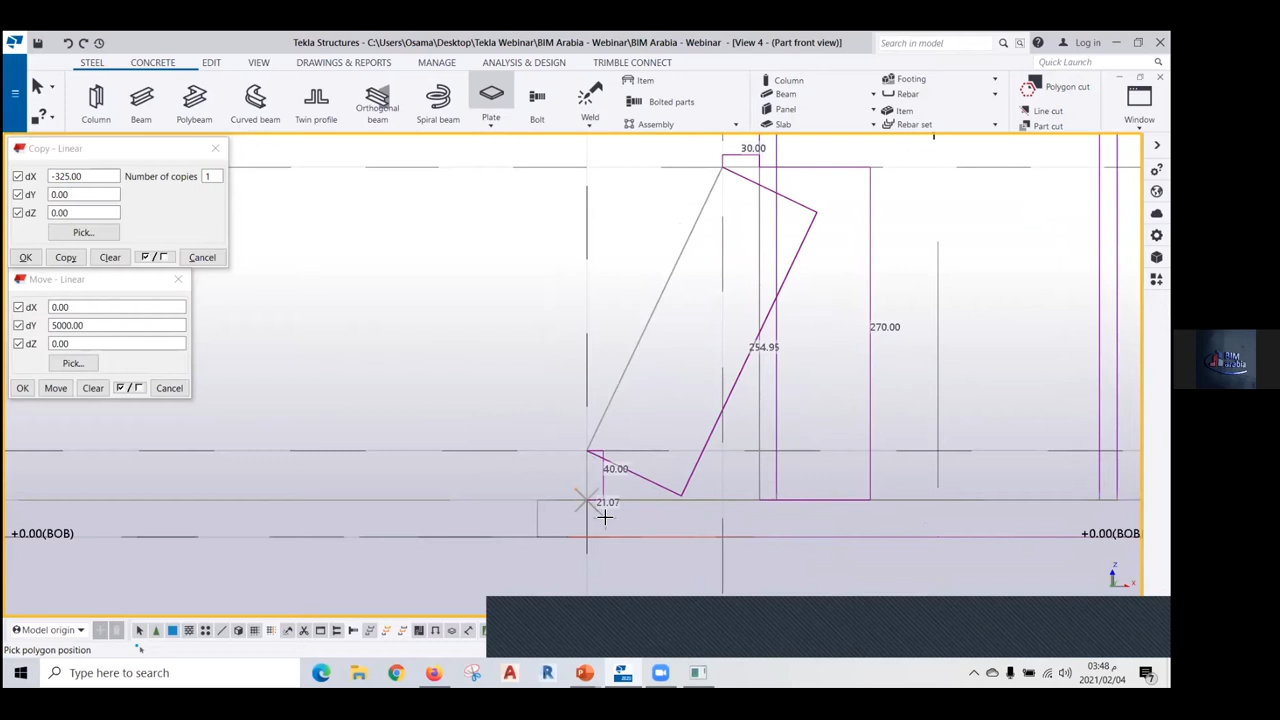 Tekla Structures - C:\Users\Osama\Desktop\Tekla Webinar\BIM Arabia - Webinar\BIM Arabia - Webinar - [View 4 - (Part front view)]
Search in model
Log in
STEEL CONCRETE EDIT VIEW DRAWINGS & REPORTS MANAGE ANALYSIS & DESIGN TRIMBLE CONNECT
Quick Launch
Column Beam Polybeam Curved beam Twin profile Orthogonal beam Spiral beam Plate Bolt Weld
Item
Bolted parts
Assembly
Column
Beam
Panel
Slab
Footing
Rebar
Item
Rebar set
Polygon cut
Line cut
Part cut
Window
Copy - Linear
dX -325.00 Number of copies 1
dY 0.00
dZ 0.00
Pick...
OK Copy Clear Cancel
Move - Linear
dX 0.00
dY 5000.00
dZ 0.00
Pick...
OK Move Clear Cancel
30.00
270.00
254.95
40.00
21.07
+0.00(BOB) +0.00(BOB
z
x
BIM
arabia
Model origin
Pick polygon position
Type here to search
03:48 م
2021/02/04
7